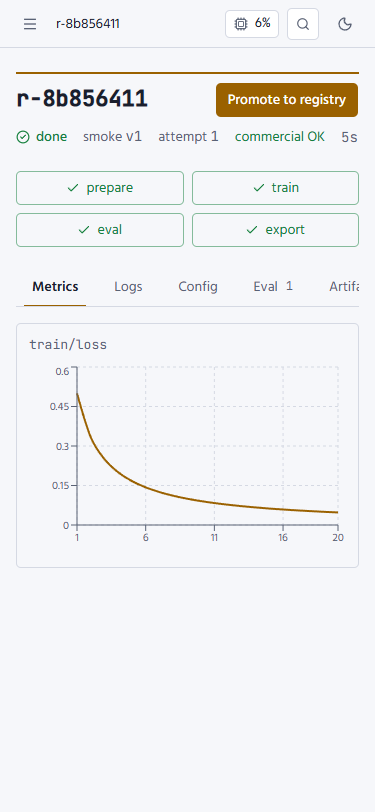 r-8b856411
6%
r-8b856411
Promote to registry
done smoke v1 attempt 1 commercial OK 5s
prepare
train
eval
export
Metrics Logs Config Eval 1 Artifa
train/loss
0.6
0.45
0.3
0.15
0
1 6 11 16 20